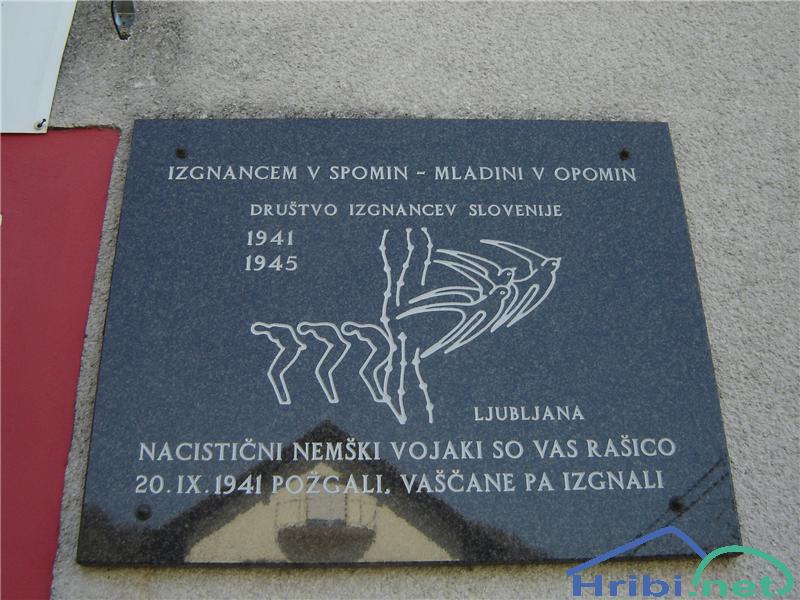 IZGNANCEM V SPOMIN - MLADINI V OPOMIN
DRUŠTVO IZGNANCEV SLOVENIJE
1941
1945
LJUBLJANA
NACISTIČNI NEMŠKI VOJAKI SO VAS RAŠICO
20.IX.1941 POŽGALI, VAŠČANE PA IZGNALI
Hribi.net